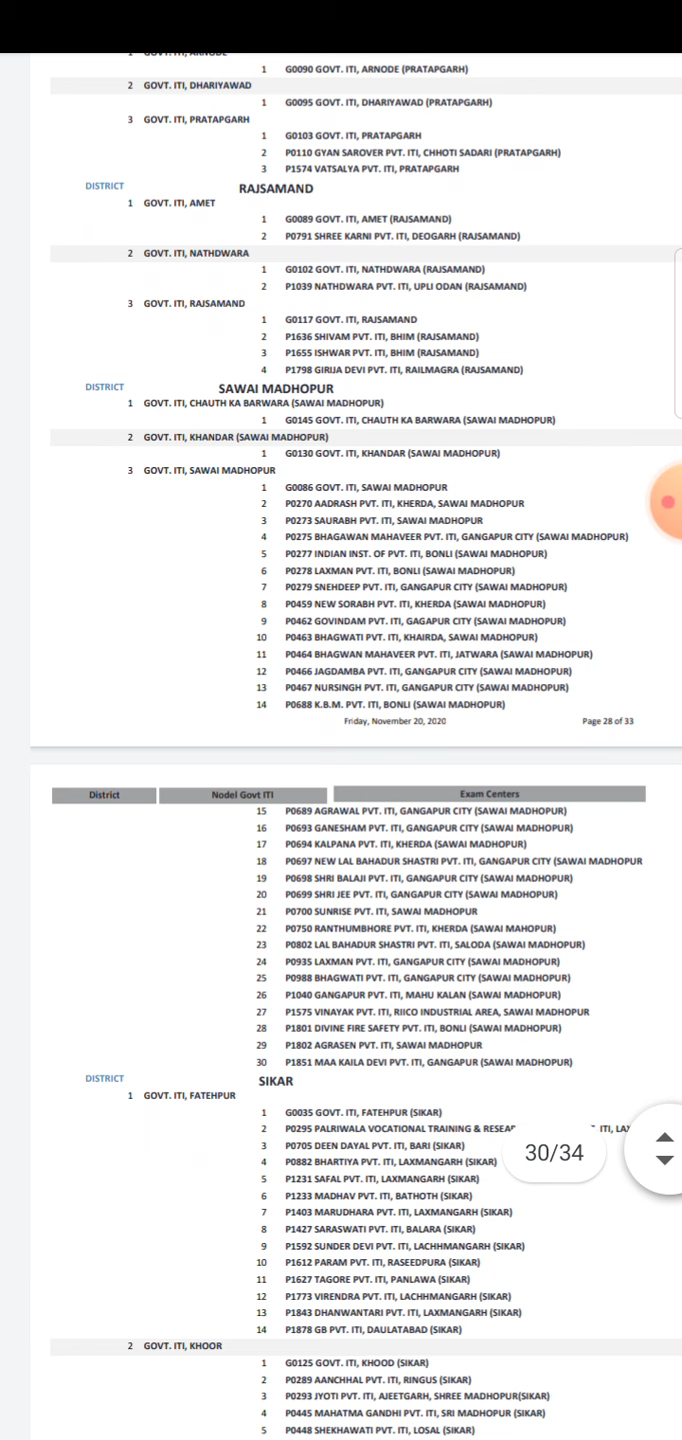 1 GOVT. ITI, ARNODE
1 G0090 GOVT. ITI, ARNODE (PRATAPGARH)
2 GOVT. ITI, DHARIYAWAD
1 G0095 GOVT. ITI, DHARIYAWAD (PRATAPGARH)
3 GOVT. ITI, PRATAPGARH
1 G0103 GOVT. ITI, PRATAPGARH
2 P0110 GYAN SAROVER PVT. ITI, CHHOTI SADARI (PRATAPGARH)
3 P1574 VATSALYA PVT. ITI, PRATAPGARH
DISTRICT RAJSAMAND
1 GOVT. ITI, AMET
1 G0089 GOVT. ITI, AMET (RAJSAMAND)
2 P0791 SHREE KARNI PVT. ITI, DEOGARH (RAJSAMAND)
2 GOVT. ITI, NATHDWARA
1 G0102 GOVT. ITI, NATHDWARA (RAJSAMAND)
2 P1039 NATHDWARA PVT. ITI, UPLI ODAN (RAJSAMAND)
3 GOVT. ITI, RAJSAMAND
1 G0117 GOVT. ITI, RAJSAMAND
2 P1636 SHIVAM PVT. ITI, BHIM (RAJSAMAND)
3 P1655 ISHWAR PVT. ITI, BHIM (RAJSAMAND)
4 P1798 GIRIJA DEVI PVT. ITI, RAILMAGRA (RAJSAMAND)
DISTRICT SAWAI MADHOPUR
1 GOVT. ITI, CHAUTH KA BARWARA (SAWAI MADHOPUR)
1 G0145 GOVT. ITI, CHAUTH KA BARWARA (SAWAI MADHOPUR)
2 GOVT. ITI, KHANDAR (SAWAI MADHOPUR)
1 G0130 GOVT. ITI, KHANDAR (SAWAI MADHOPUR)
3 GOVT. ITI, SAWAI MADHOPUR
1 G0086 GOVT. ITI, SAWAI MADHOPUR
2 P0270 AADRASH PVT. ITI, KHERDA, SAWAI MADHOPUR
3 P0273 SAURABH PVT. ITI, SAWAI MADHOPUR
4 P0275 BHAGAWAN MAHAVEER PVT. ITI, GANGAPUR CITY (SAWAI MADHOPUR)
5 P0277 INDIAN INST. OF PVT. ITI, BONLI (SAWAI MADHOPUR)
6 P0278 LAXMAN PVT. ITI, BONLI (SAWAI MADHOPUR)
7 P0279 SNEHDEEP PVT. ITI, GANGAPUR CITY (SAWAI MADHOPUR)
8 P0459 NEW SORABH PVT. ITI, KHERDA (SAWAI MADHOPUR)
9 P0462 GOVINDAM PVT. ITI, GAGAPUR CITY (SAWAI MADHOPUR)
10 P0463 BHAGWATI PVT. ITI, KHAIRDA, SAWAI MADHOPUR)
11 P0464 BHAGWAN MAHAVEER PVT. ITI, JATWARA (SAWAI MADHOPUR)
12 P0466 JAGDAMBA PVT. ITI, GANGAPUR CITY (SAWAI MADHOPUR)
13 P0467 NURSINGH PVT. ITI, GANGAPUR CITY (SAWAI MADHOPUR)
14 P0688 K.B.M. PVT. ITI, BONLI (SAWAI MADHOPUR)
Friday, November 20, 2020 Page 28 of 33
District Nodel Govt ITI Exam Centers
15 P0689 AGRAWAL PVT. ITI, GANGAPUR CITY (SAWAI MADHOPUR)
16 P0693 GANESHAM PVT. ITI, GANGAPUR CITY (SAWAI MADHOPUR)
17 P0694 KALPANA PVT. ITI, KHERDA (SAWAI MADHOPUR)
18 P0697 NEW LAL BAHADUR SHASTRI PVT. ITI, GANGAPUR CITY (SAWAI MADHOPUR
19 P0698 SHRI BALAJI PVT. ITI, GANGAPUR CITY (SAWAI MADHOPUR)
20 P0699 SHRI JEE PVT. ITI, GANGAPUR CITY (SAWAI MADHOPUR)
21 P0700 SUNRISE PVT. ITI, SAWAI MADHOPUR
22 P0750 RANTHUMBHORE PVT. ITI, KHERDA (SAWAI MAHOPUR)
23 P0802 LAL BAHADUR SHASTRI PVT. ITI, SALODA (SAWAI MADHOPUR)
24 P0935 LAXMAN PVT. ITI, GANGAPUR CITY (SAWAI MADHOPUR)
25 P0988 BHAGWATI PVT. ITI, GANGAPUR CITY (SAWAI MADHOPUR)
26 P1040 GANGAPUR PVT. ITI, MAHU KALAN (SAWAI MADHOPUR)
27 P1575 VINAYAK PVT. ITI, RIICO INDUSTRIAL AREA, SAWAI MADHOPUR
28 P1801 DIVINE FIRE SAFETY PVT. ITI, BONLI (SAWAI MADHOPUR)
29 P1802 AGRASEN PVT. ITI, SAWAI MADHOPUR
30 P1851 MAA KAILA DEVI PVT. ITI, GANGAPUR (SAWAI MADHOPUR)
DISTRICT SIKAR
1 GOVT. ITI, FATEHPUR
1 G0035 GOVT. ITI, FATEHPUR (SIKAR)
2 P0295 PALRIWALA VOCATIONAL TRAINING & RESEAR ITI, LAX
3 P0705 DEEN DAYAL PVT. ITI, BARI (SIKAR)
30/34
4 P0882 BHARTIYA PVT. ITI, LAXMANGARH (SIKAR)
5 P1231 SAFAL PVT. ITI, LAXMANGARH (SIKAR)
6 P1233 MADHAV PVT. ITI, BATHOTH (SIKAR)
7 P1403 MARUDHARA PVT. ITI, LAXMANGARH (SIKAR)
8 P1427 SARASWATI PVT. ITI, BALARA (SIKAR)
9 P1592 SUNDER DEVI PVT. ITI, LACHHMANGARH (SIKAR)
10 P1612 PARAM PVT. ITI, RASEEDPURA (SIKAR)
11 P1627 TAGORE PVT. ITI, PANLAWA (SIKAR)
12 P1773 VIRENDRA PVT. ITI, LACHHMANGARH (SIKAR)
13 P1843 DHANWANTARI PVT. ITI, LAXMANGARH (SIKAR)
14 P1878 GB PVT. ITI, DAULATABAD (SIKAR)
2 GOVT. ITI, KHOOR
1 G0125 GOVT. ITI, KHOOD (SIKAR)
2 P0289 AANCHHAL PVT. ITI, RINGUS (SIKAR)
3 P0293 JYOTI PVT. ITI, AJEETGARH, SHREE MADHOPUR(SIKAR)
4 P0445 MAHATMA GANDHI PVT. ITI, SRI MADHOPUR (SIKAR)
5 P0448 SHEKHAWATI PVT. ITI, LOSAL (SIKAR)